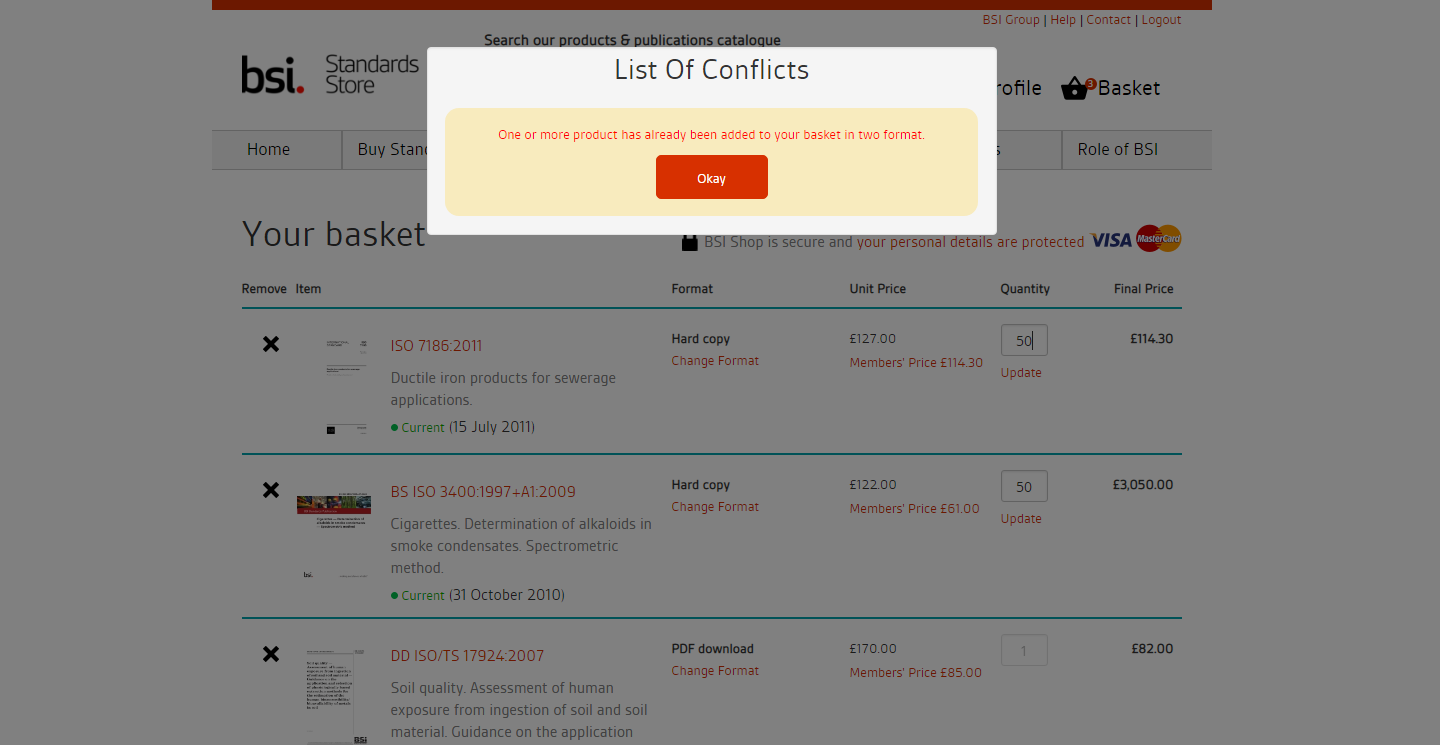 BSI Group | Help | Contact | Logout
Search our products & publications catalogue
bsi. Standards Store
List Of Conflicts
rofile
3
Basket
One or more product has already been added to your basket in two format.
Okay
Home
Buy Stan
s
Role of BSI
Your basket
BSI Shop is secure and your personal details are protected VISA MasterCard
Remove Item Format Unit Price Quantity Final Price
ISO 7186:2011
Ductile iron products for sewerage
applications.
Current (15 July 2011)
Hard copy
Change Format
£127.00
Members' Price £114.30
50
Update
£114.30
BS ISO 3400:1997+A1:2009
Cigarettes. Determination of alkaloids in
smoke condensates. Spectrometric
method.
Current (31 October 2010)
bsi.
Hard copy
Change Format
£122.00
Members' Price £61.00
50
Update
£3,050.00
DD ISO/TS 17924:2007
Soil quality. Assessment of human
exposure from ingestion of soil and soil
material. Guidance on the application
BSi
PDF download
Change Format
£170.00
Members' Price £85.00
1
£82.00